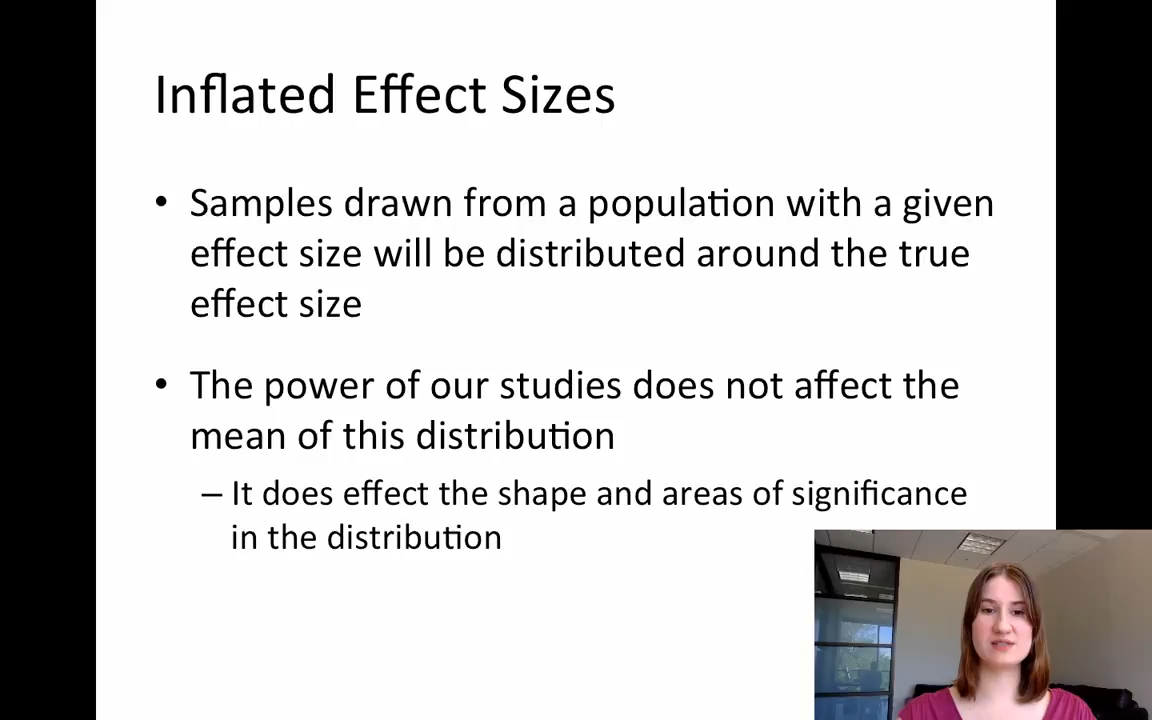 Inflated Effect Sizes
• Samples drawn from a population with a given
effect size will be distributed around the true
effect size
• The power of our studies does not affect the
mean of this distribution
– It does effect the shape and areas of significance
in the distribution